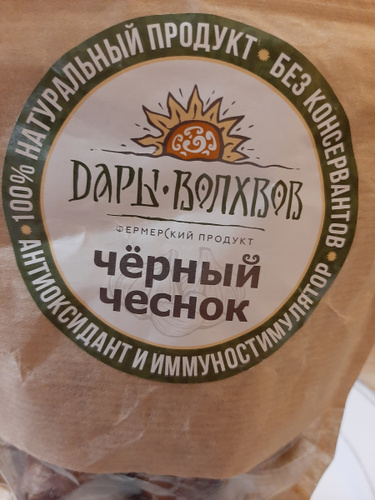 100% НАТУРАЛЬНЫЙ ПРОДУКТ • БЕЗ КОНСЕРВАНТОВ •
ДАРЫ • ВОЛХВОВ
ФЕРМЕРСКИЙ ПРОДУКТ
чёрный
чеснок
• АНТИОКСИДАНТ И ИММУНОСТИМУЛЯТОР